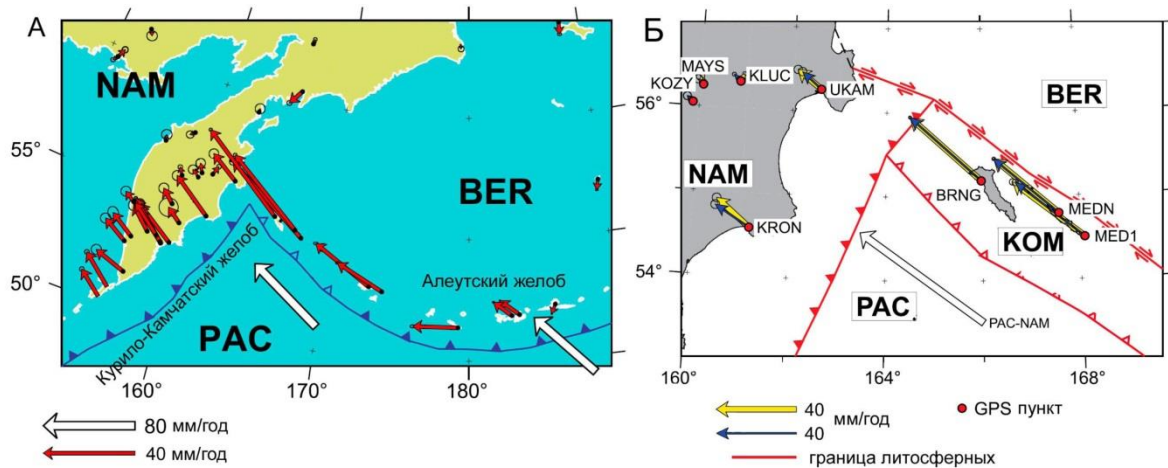 А
NAM
BER
55°
50°
Курило-Камчатский желоб
Алеутский желоб
PAC
160°
170°
180°
80 мм/год
40 мм/год
Б
MAYS
KOZY
KLUC
UKAM
56°
BER
NAM
BRNG
MEDN
KRON
KOM
MED1
54°
PAC
PAC-NAM
160°
164°
168°
40
мм/год
40
GPS пункт
граница литосферных